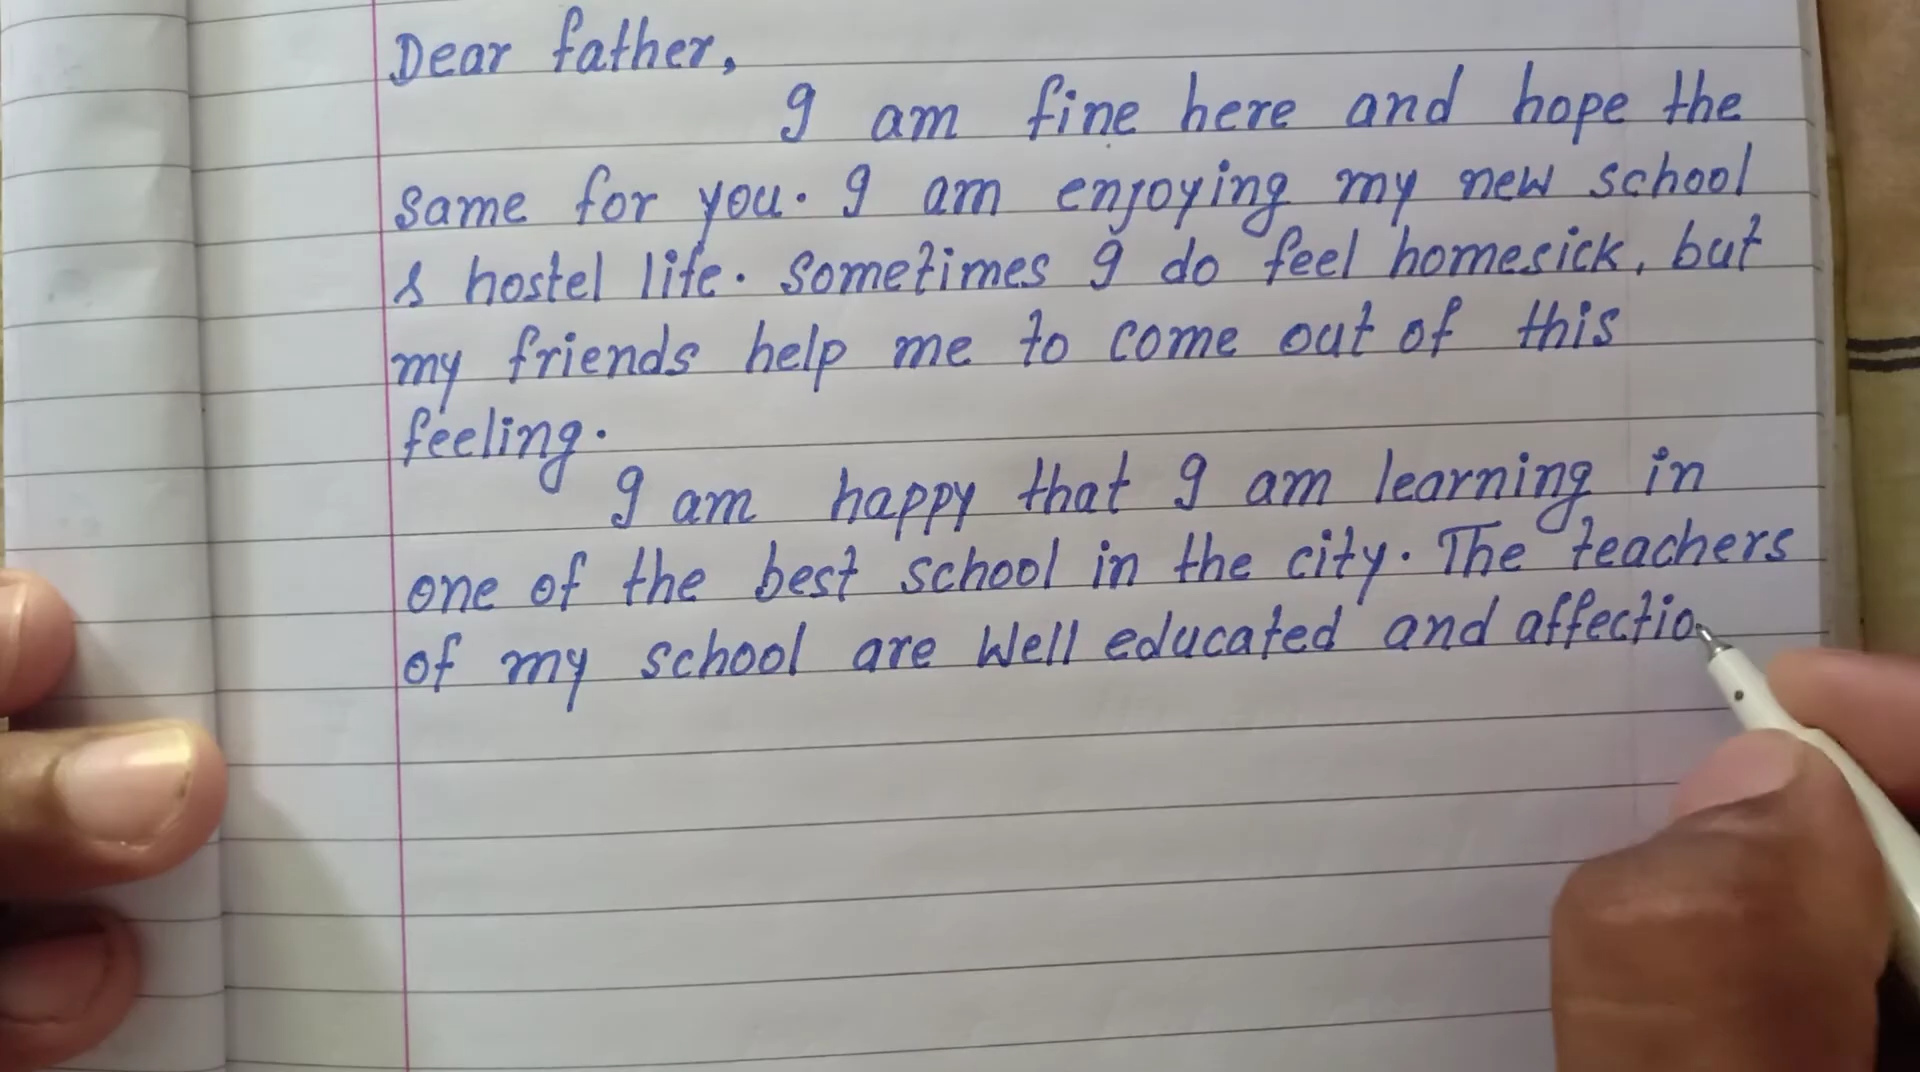 Dear father,
I am fine here and hope the
same for you. I am enjoying my new school
& hostel life. Sometimes I do feel homesick, but
my friends help me to come out of this
feeling.
I am happy that I am learning in
one of the best school in the city. The teachers
of my school are Well educated and affectio